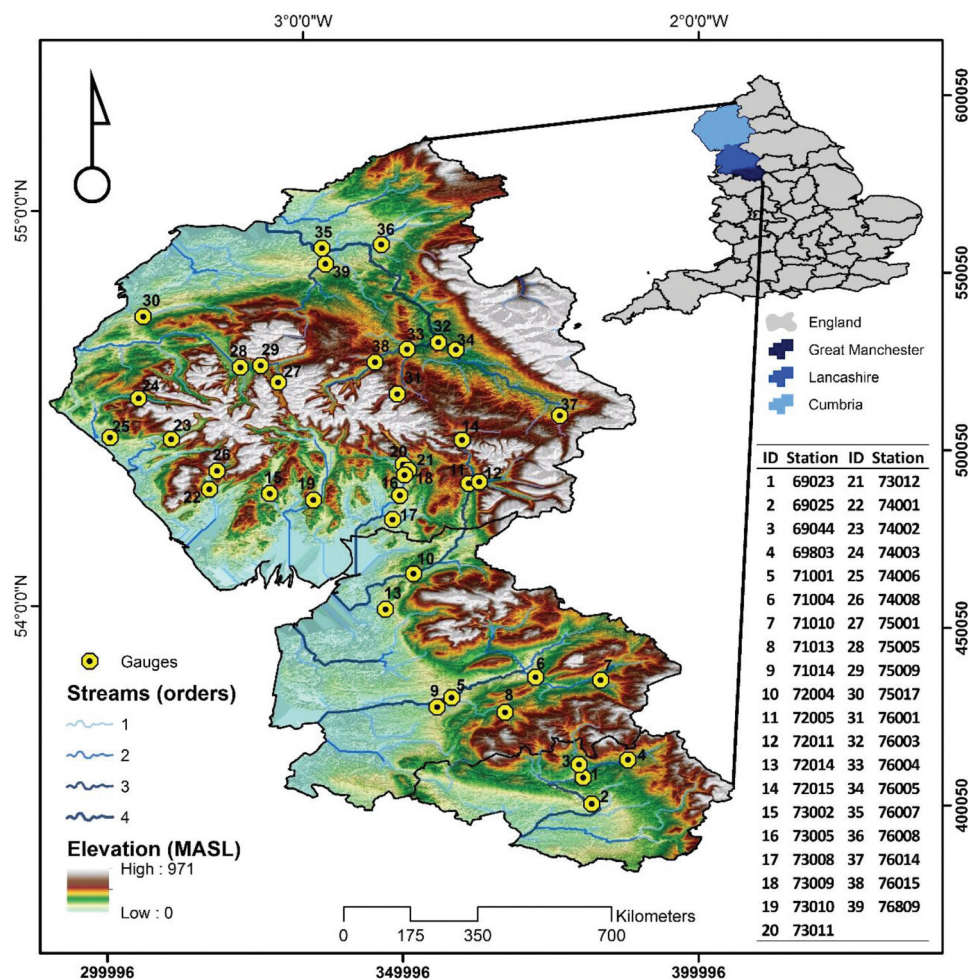 3°0'0"W 2°0'0"W
600050
55°0'0"N
550050
500050
54°0'0"N
450050
400050
35
36
39
30
32
33
34
38
28
29
27
31
24
37
25
23
14
20
21
26
18
11
12
22
15
19
16
17
10
13
6
7
5
9
8
3
4
1
2
England
Great Manchester
Lancashire
Cumbria
ID Station ID Station
1 69023 21 73012
2 69025 22 74001
3 69044 23 74002
4 69803 24 74003
5 71001 25 74006
6 71004 26 74008
7 71010 27 75001
8 71013 28 75005
9 71014 29 75009
10 72004 30 75017
11 72005 31 76001
12 72011 32 76003
13 72014 33 76004
14 72015 34 76005
15 73002 35 76007
16 73005 36 76008
17 73008 37 76014
18 73009 38 76015
19 73010 39 76809
20 73011
Gauges
Streams (orders)
1
2
3
4
Elevation (MASL)
High : 971
Low : 0
Kilometers
0 175 350 700
299996 349996 399996